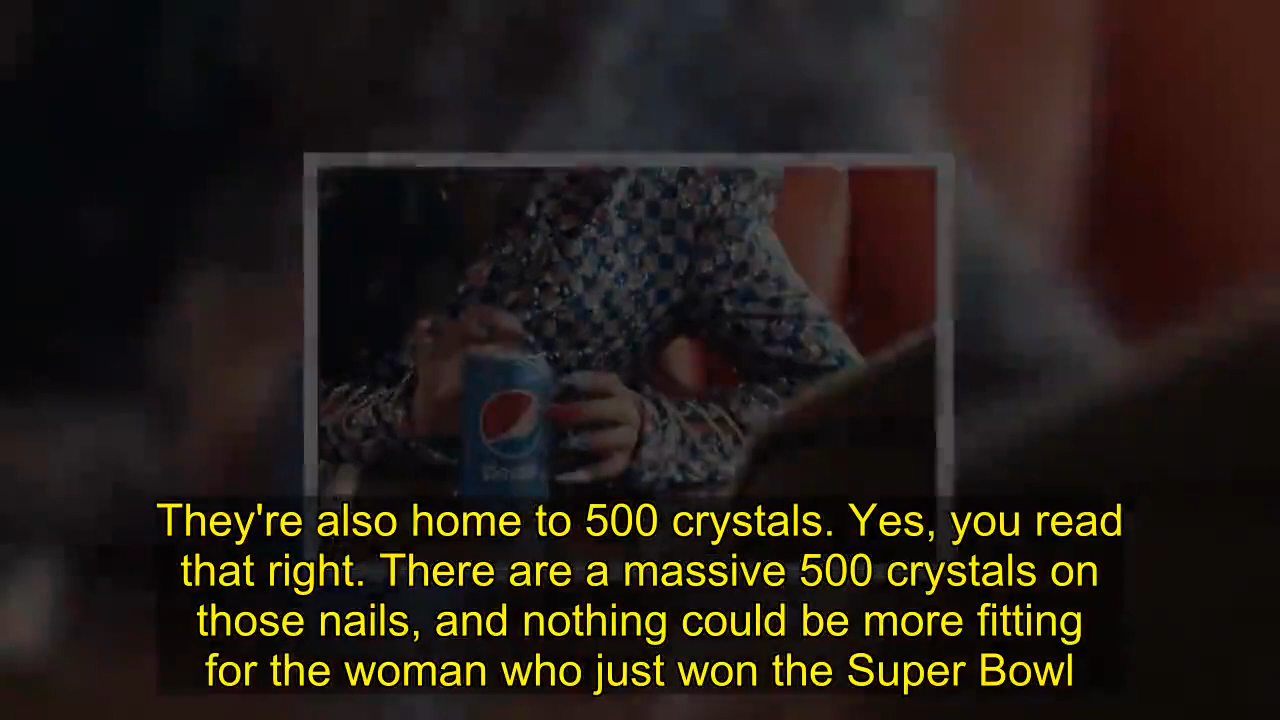 They're also home to 500 crystals. Yes, you read
that right. There are a massive 500 crystals on
those nails, and nothing could be more fitting
for the woman who just won the Super Bowl